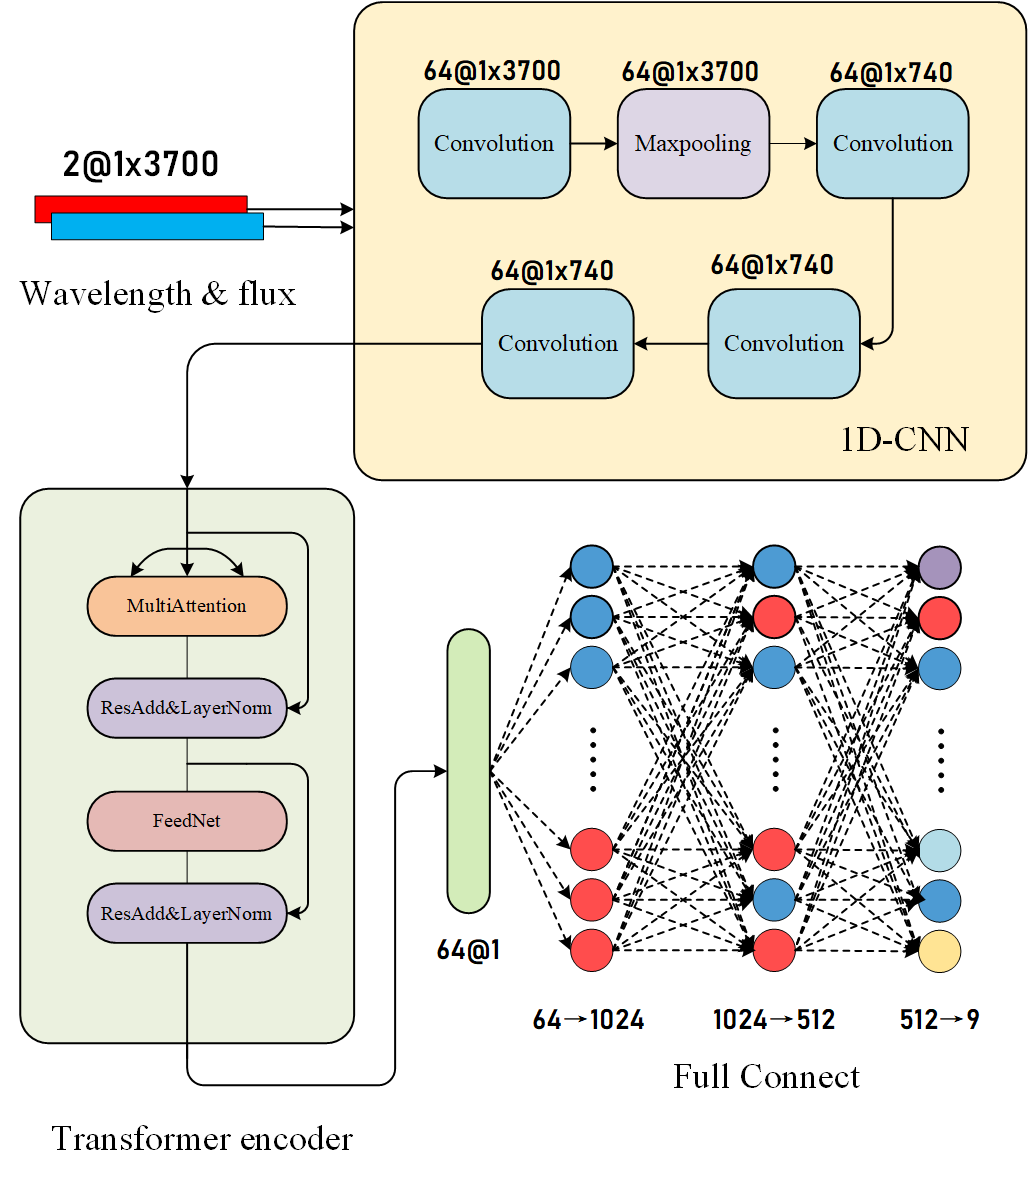 64@1x3700
64@1x3700
64@1x740
Convolution
Maxpooling
Convolution
2@1x3700
Wavelength & flux
64@1x740
64@1x740
Convolution
Convolution
1D-CNN
MultiAttention
ResAdd&LayerNorm
FeedNet
ResAdd&LayerNorm
Transformer encoder
64@1
64→1024
1024→512
512→9
Full Connect